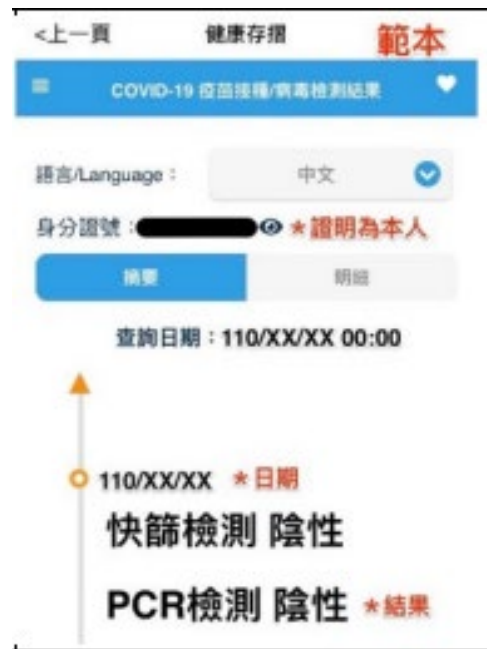 <上一頁 健康存摺 範本
COVID-19 疫苗接種/病毒檢測結果
語言/Language： 中文
身分證號： *證明為本人
摘要 明細
查詢日期：110/XX/XX 00:00
110/XX/XX *日期
快篩檢測 陰性
PCR檢測 陰性 *結果